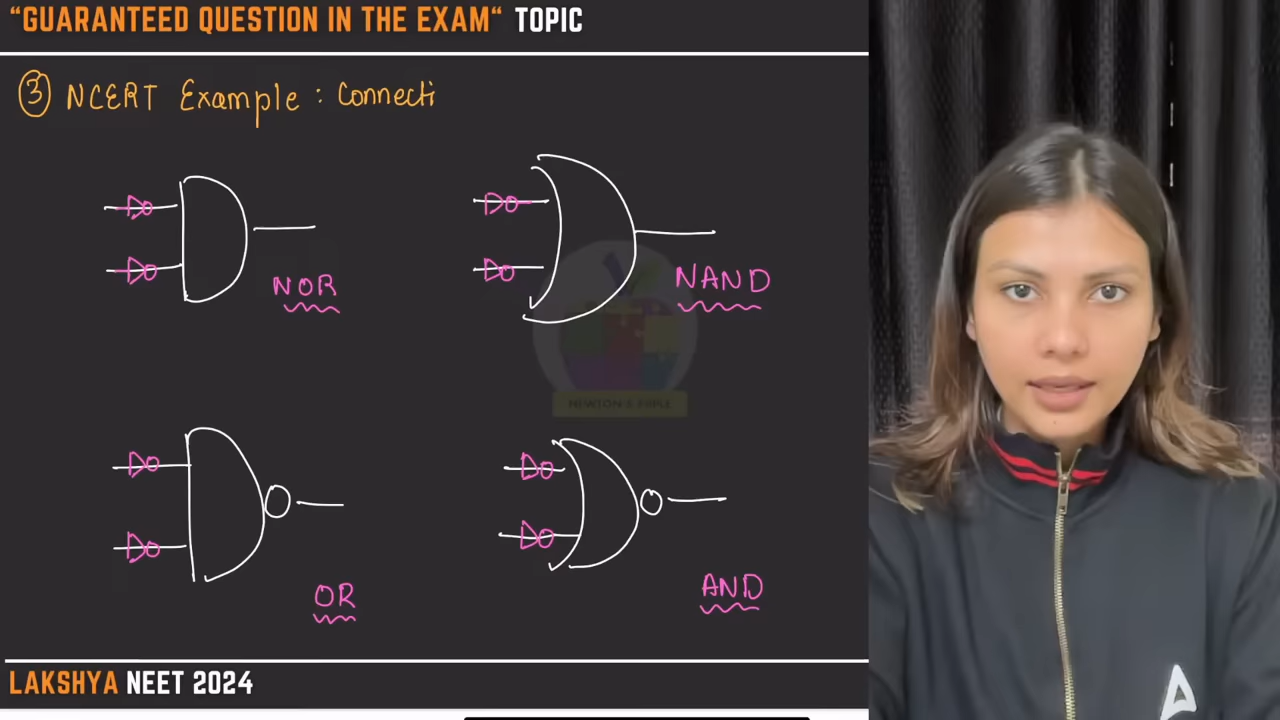 “GUARANTEED QUESTION IN THE EXAM“ TOPIC
③ NCERT Example : Connecti
NOR
NAND
OR
AND
LAKSHYA NEET 2024